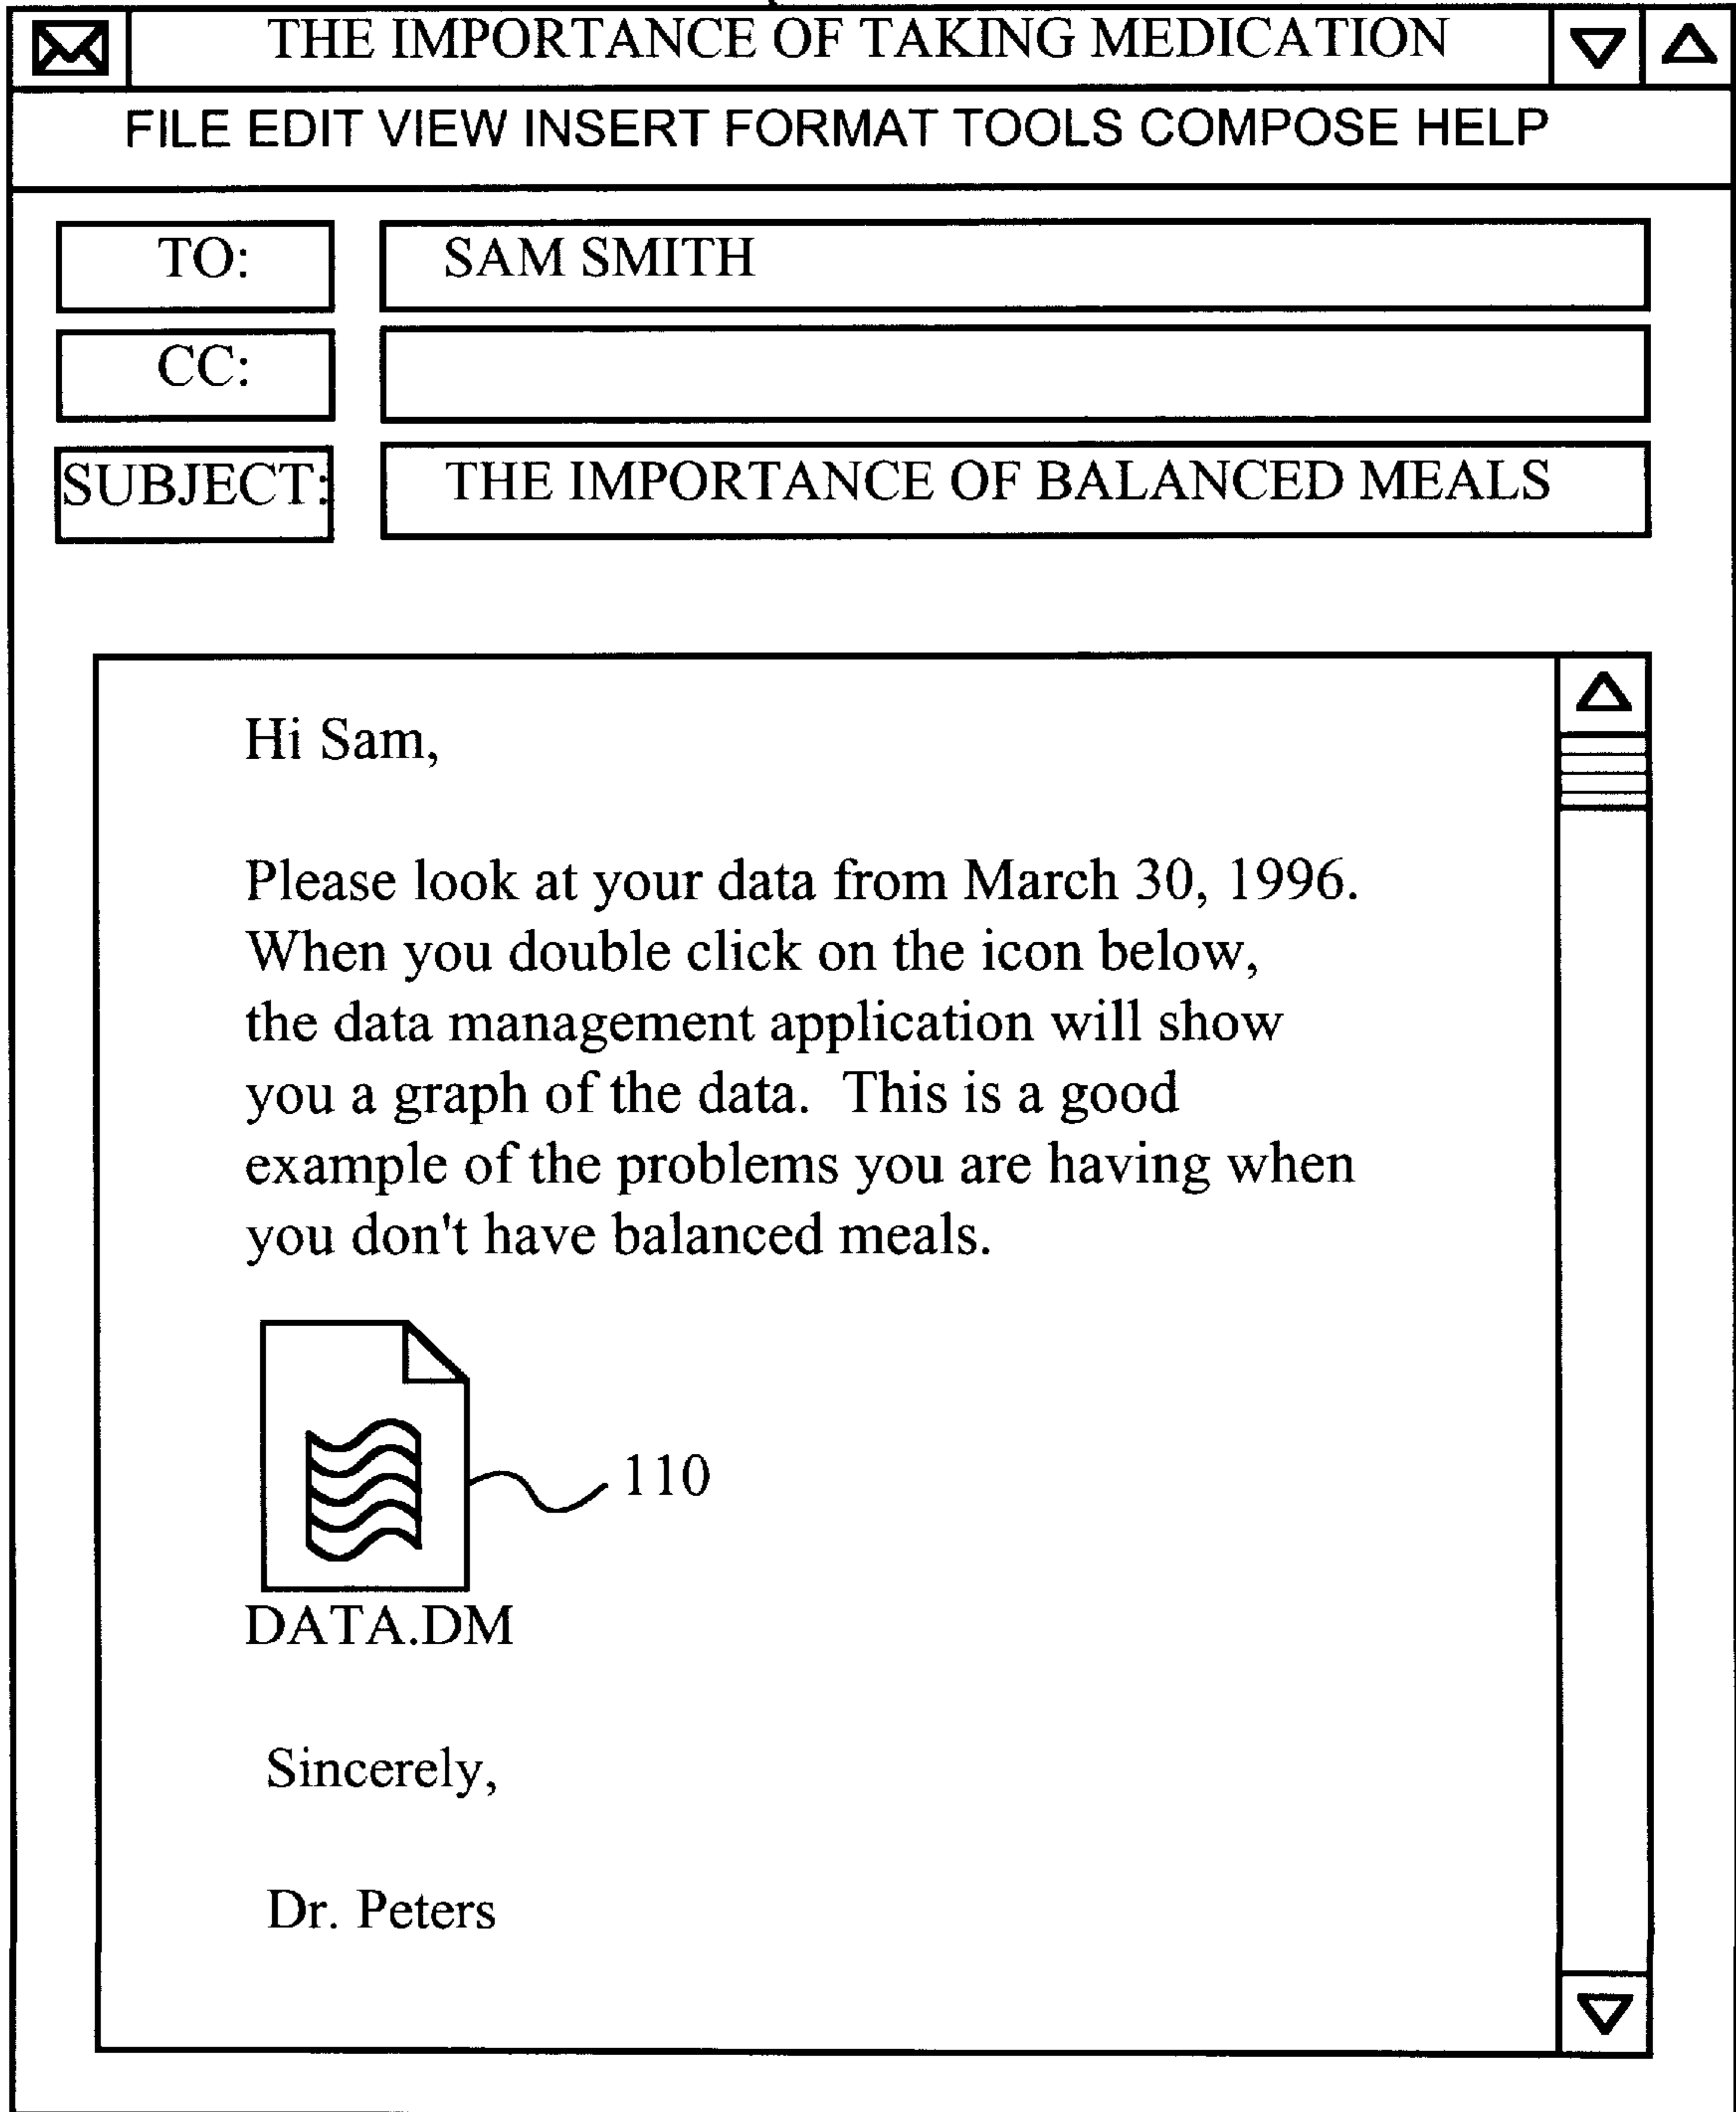 THE IMPORTANCE OF TAKING MEDICATION
FILE EDIT VIEW INSERT FORMAT TOOLS COMPOSE HELP
TO: SAM SMITH
CC:
SUBJECT: THE IMPORTANCE OF BALANCED MEALS
Hi Sam,
Please look at your data from March 30, 1996.
When you double click on the icon below,
the data management application will show
you a graph of the data. This is a good
example of the problems you are having when
you don't have balanced meals.
110
DATA.DM
Sincerely,
Dr. Peters